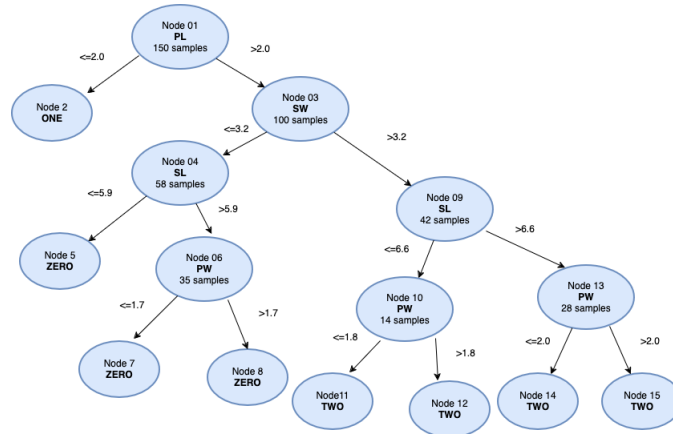 Node 01
PL
150 samples
<=2.0
>2.0
Node 2
ONE
Node 03
SW
100 samples
<=3.2
>3.2
Node 04
SL
58 samples
Node 09
SL
42 samples
<=5.9
>5.9
<=6.6
>6.6
Node 5
ZERO
Node 06
PW
35 samples
Node 10
PW
14 samples
Node 13
PW
28 samples
<=1.7
>1.7
<=1.8
>1.8
<=2.0
>2.0
Node 7
ZERO
Node 8
ZERO
Node11
TWO
Node 12
TWO
Node 14
TWO
Node 15
TWO